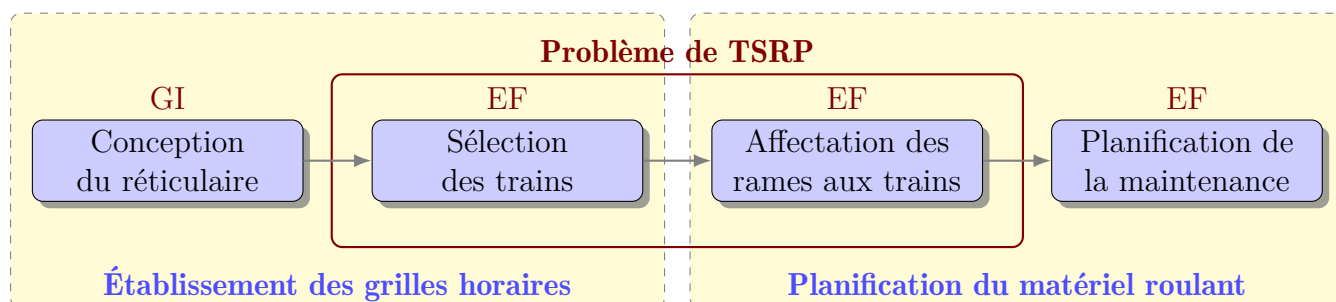 Problème de TSRP
GI
EF
EF
EF
Conception
du réticulaire
Sélection
des trains
Affectation des
rames aux trains
Planification de
la maintenance
Établissement des grilles horaires
Planification du matériel roulant